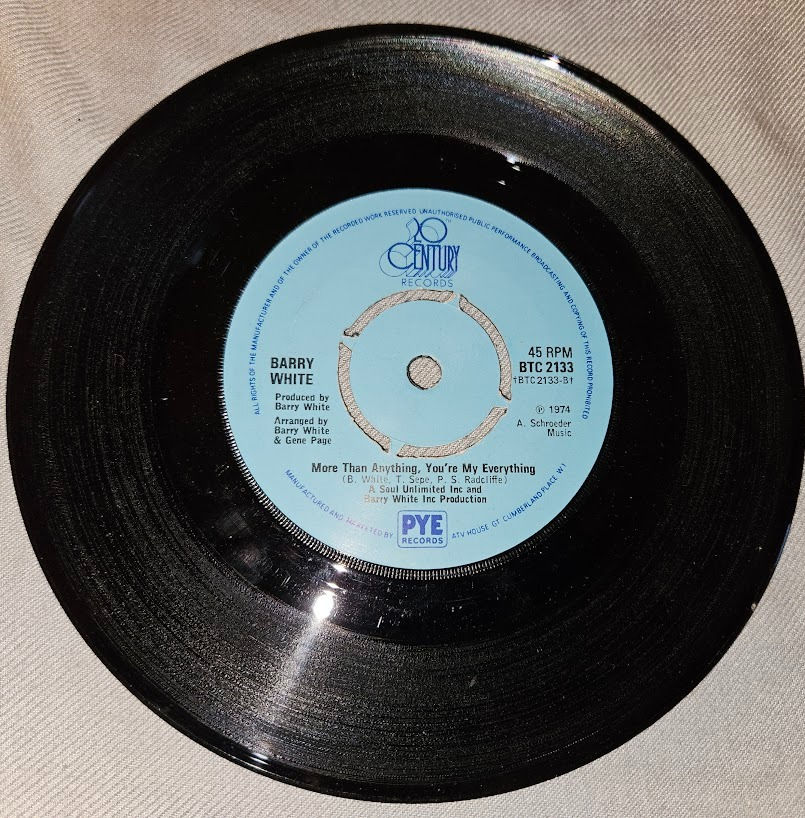 ALL RIGHTS OF THE MANUFACTURER AND OF THE OWNER OF THE RECORDED WORK RESERVED UNAUTHORISED PUBLIC PERFORMANCE BROADCASTING AND COPYING OF THIS RECORD PROHIBITED
20
CENTURY
RECORDS
BARRY
WHITE
Produced by
Barry White
Arranged by
Barry White
& Gene Page
45 RPM
BTC 2133
†BTC2133-B†
℗ 1974
A. Schroeder
Music
More Than Anything, You're My Everything
(B. White, T. Sepe, P. S. Radcliffe)
A Soul Unlimited Inc and
Barry White Inc Production
MANUFACTURED AND BY
PYE
RECORDS
ATV HOUSE GT CUMBERLAND PLACE W1